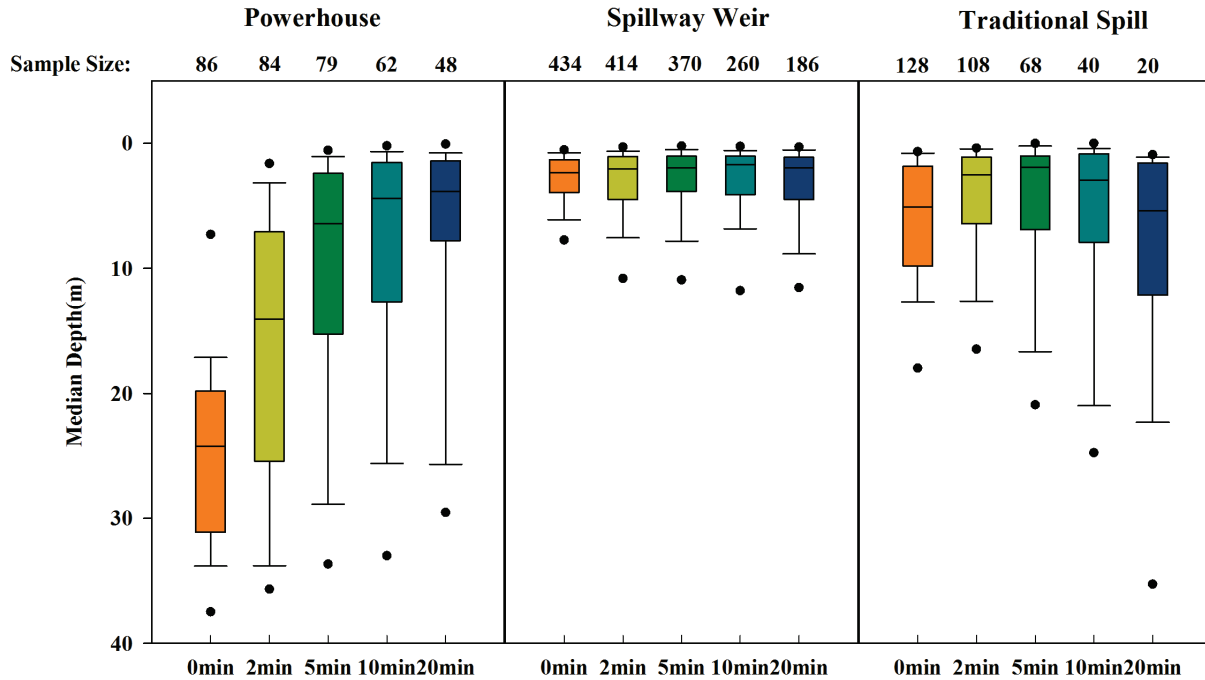 Powerhouse Spillway Weir Traditional Spill
Sample Size: 86 84 79 62 48 434 414 370 260 186 128 108 68 40 20
0
10
20
30
40
Median Depth(m)
0min 2min 5min 10min 20min 0min 2min 5min 10min 20min 0min 2min 5min 10min 20min